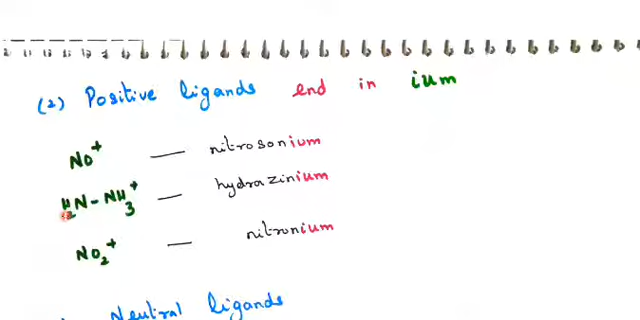 (2) Positive ligands end in ium
NO⁺ — nitrosonium
H₂N - NH₃⁺ — hydrazinium
NO₂⁺ — nitronium
Neutral ligands